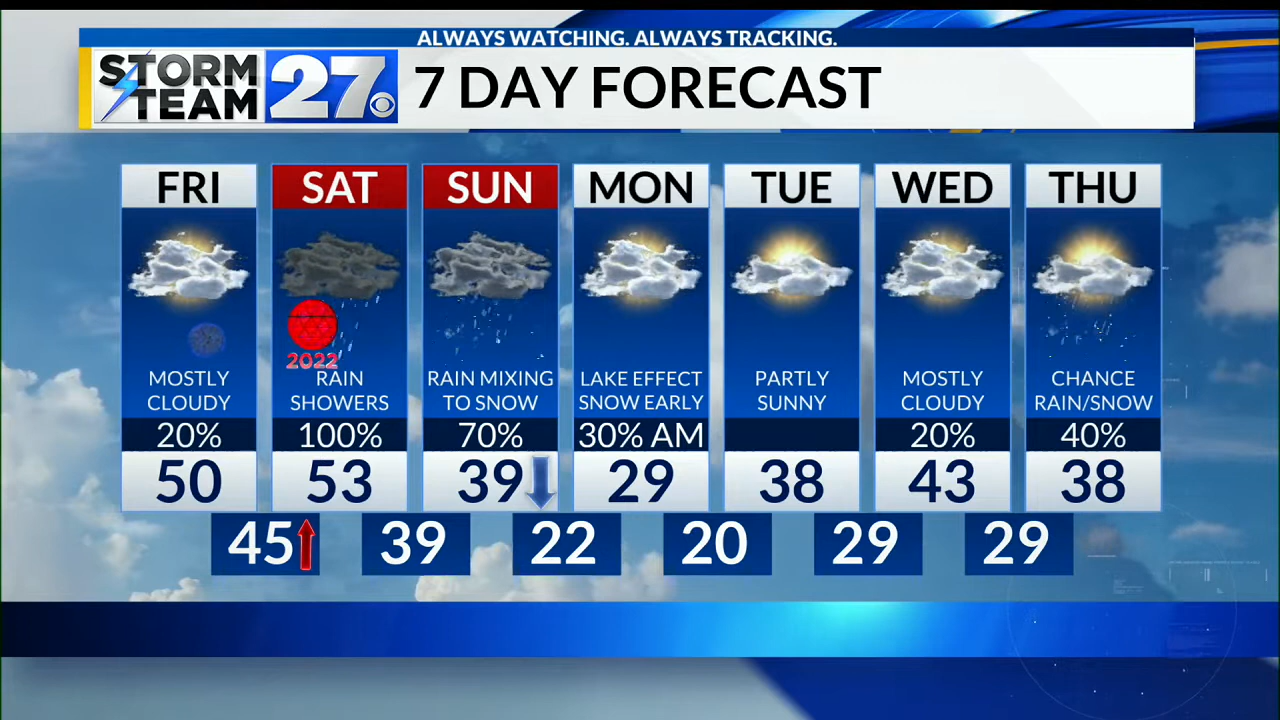 ALWAYS WATCHING. ALWAYS TRACKING.
STORM
TEAM
27
7 DAY FORECAST
FRI SAT SUN MON TUE WED THU
2022
MOSTLY RAIN RAIN MIXING LAKE EFFECT PARTLY MOSTLY CHANCE
CLOUDY SHOWERS TO SNOW SNOW EARLY SUNNY CLOUDY RAIN/SNOW
20% 100% 70% 30% AM 20% 40%
50 53 39 29 38 43 38
45 39 22 20 29 29